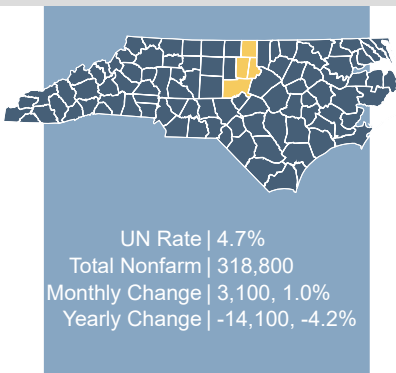 UN Rate | 4.7%
Total Nonfarm | 318,800
Monthly Change | 3,100, 1.0%
Yearly Change | -14,100, -4.2%